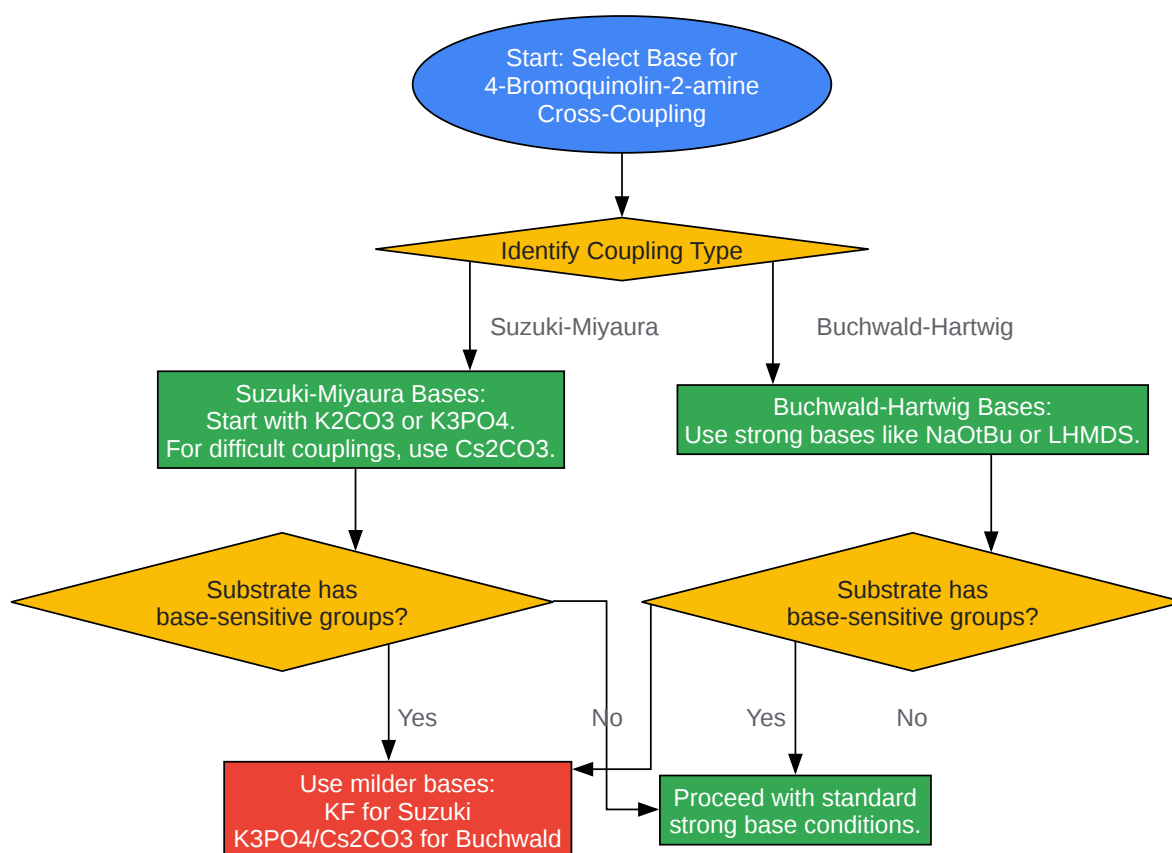 Start: Select Base for
4-Bromoquinolin-2-amine
Cross-Coupling
Identify Coupling Type
Suzuki-Miyaura
Buchwald-Hartwig
Suzuki-Miyaura Bases:
Start with K2CO3 or K3PO4.
For difficult couplings, use Cs2CO3.
Buchwald-Hartwig Bases:
Use strong bases like NaOtBu or LHMDS.
Substrate has
base-sensitive groups?
Substrate has
base-sensitive groups?
Yes
No
Yes
No
Use milder bases:
KF for Suzuki
K3PO4/Cs2CO3 for Buchwald
Proceed with standard
strong base conditions.